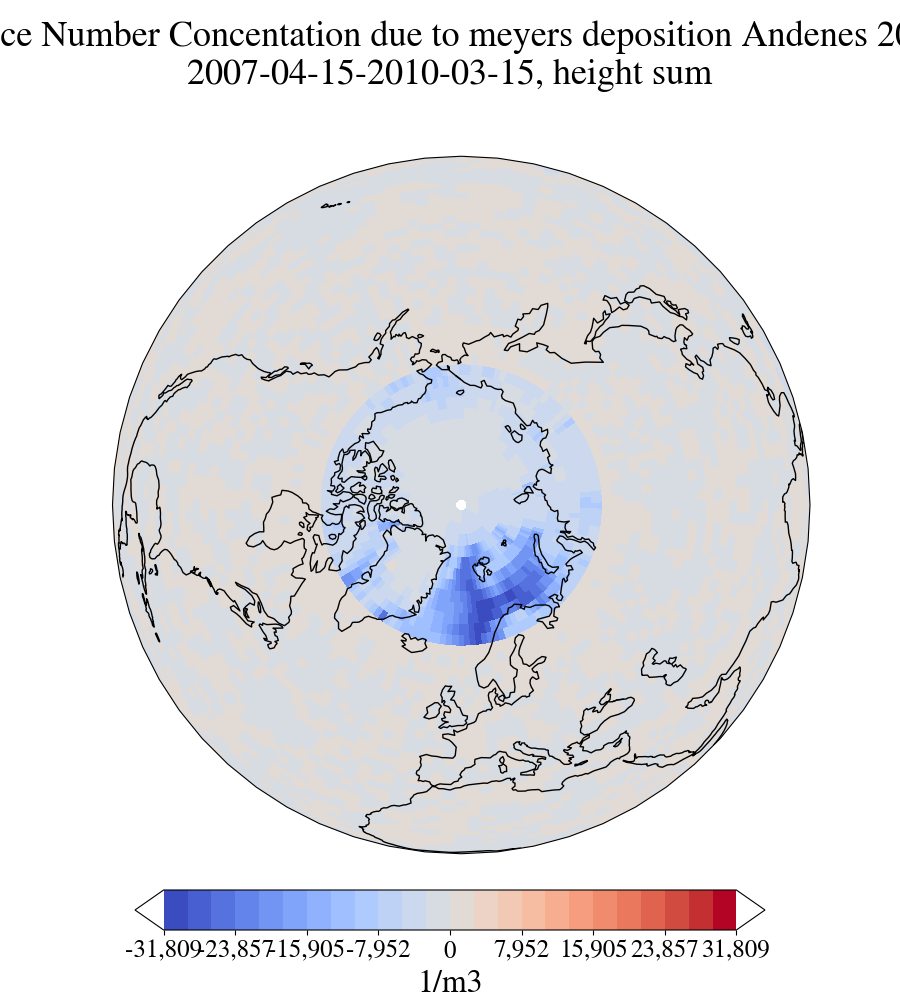 ce Number Concentation due to meyers deposition Andenes 20
2007-04-15-2010-03-15, height sum
-31,809 -23,857 -15,905 -7,952 0 7,952 15,905 23,857 31,809
1/m3